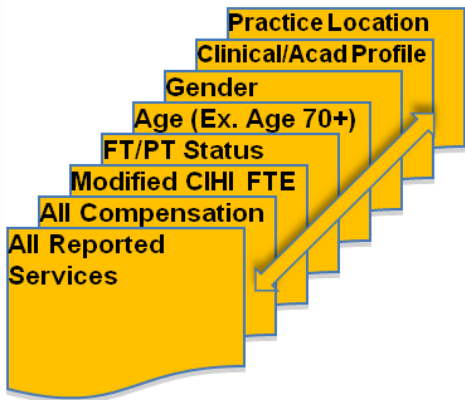 Practice Location
Clinical/Acad Profile
Gender
Age (Ex. Age 70+)
FT/PT Status
Modified CIHI FTE
All Compensation
All Reported
Services